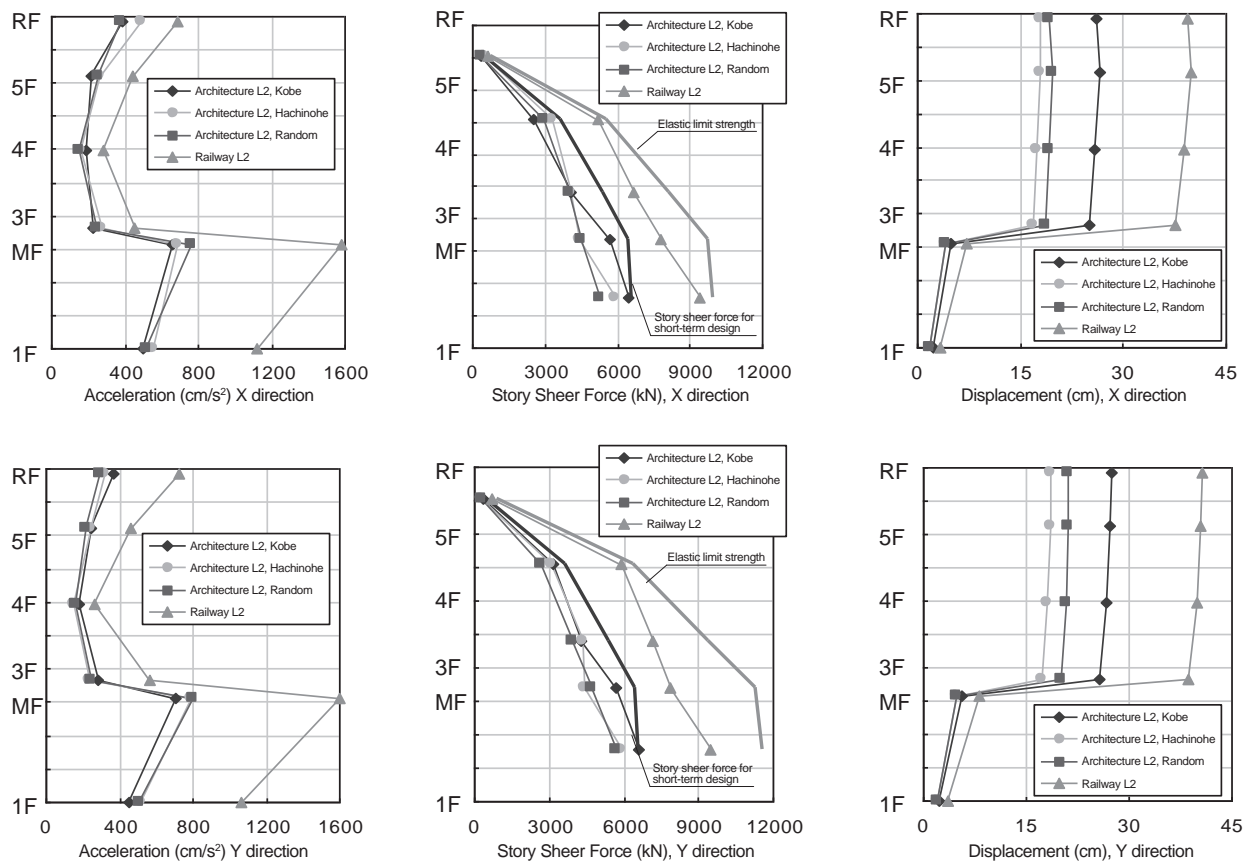 RF
5F
4F
3F
MF
1F
Architecture L2, Kobe
Architecture L2, Hachinohe
Architecture L2, Random
Railway L2
0 400 800 1200 1600
Acceleration (cm/s²) X direction
5F
4F
3F
MF
1F
RF
Architecture L2, Kobe
Architecture L2, Hachinohe
Architecture L2, Random
Railway L2
Elastic limit strength
Story sheer force for
short-term design
0 3000 6000 9000 12000
Story Sheer Force (kN), X direction
RF
5F
4F
3F
MF
1F
Architecture L2, Kobe
Architecture L2, Hachinohe
Architecture L2, Random
Railway L2
0 15 30 45
Displacement (cm), X direction
RF
5F
4F
3F
MF
1F
Architecture L2, Kobe
Architecture L2, Hachinohe
Architecture L2, Random
Railway L2
0 400 800 1200 1600
Acceleration (cm/s²) Y direction
RF
5F
4F
3F
MF
1F
Architecture L2, Kobe
Architecture L2, Hachinohe
Architecture L2, Random
Railway L2
Elastic limit strength
Story sheer force for
short-term design
0 3000 6000 9000 12000
Story Sheer Force (kN), Y direction
RF
5F
4F
3F
MF
1F
Architecture L2, Kobe
Architecture L2, Hachinohe
Architecture L2, Random
Railway L2
0 15 30 45
Displacement (cm), Y direction